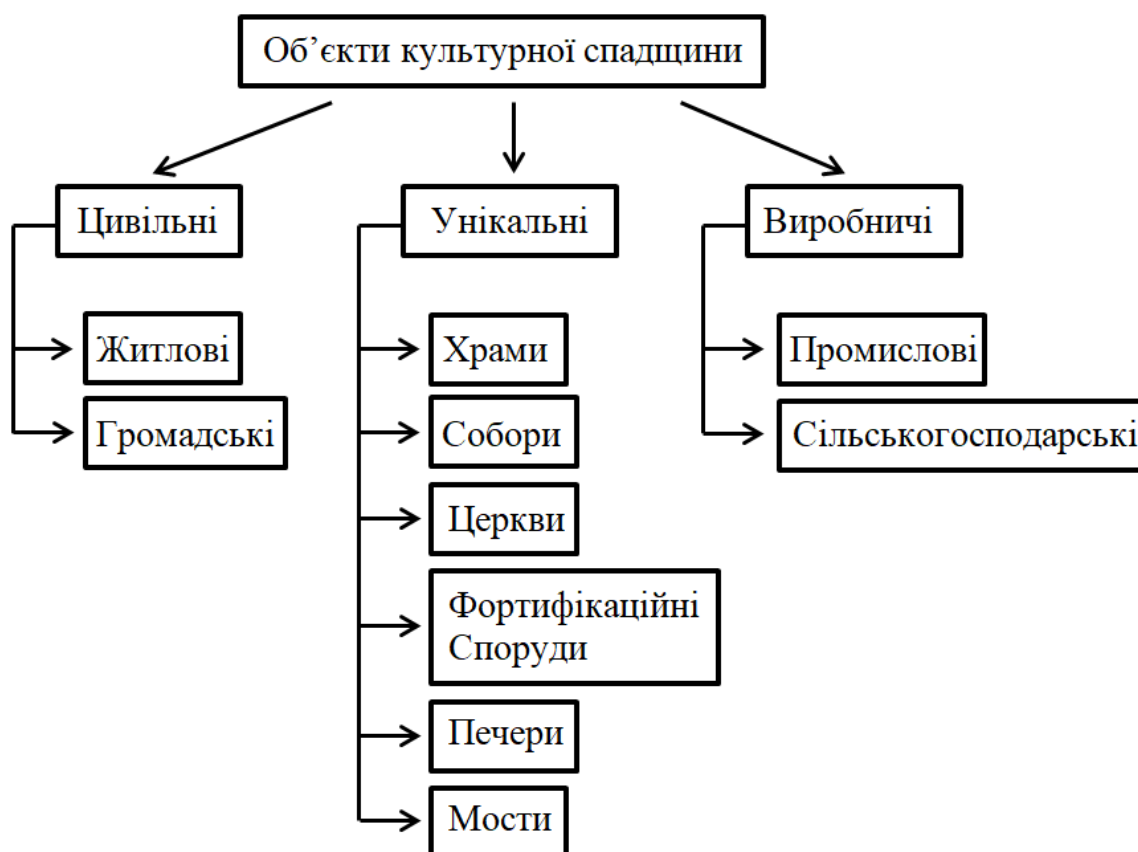 Об’єкти культурної спадщини
Цивільні
Житлові
Громадські
Унікальні
Храми
Собори
Церкви
Фортифікаційні
Споруди
Печери
Мости
Виробничі
Промислові
Сільськогосподарські